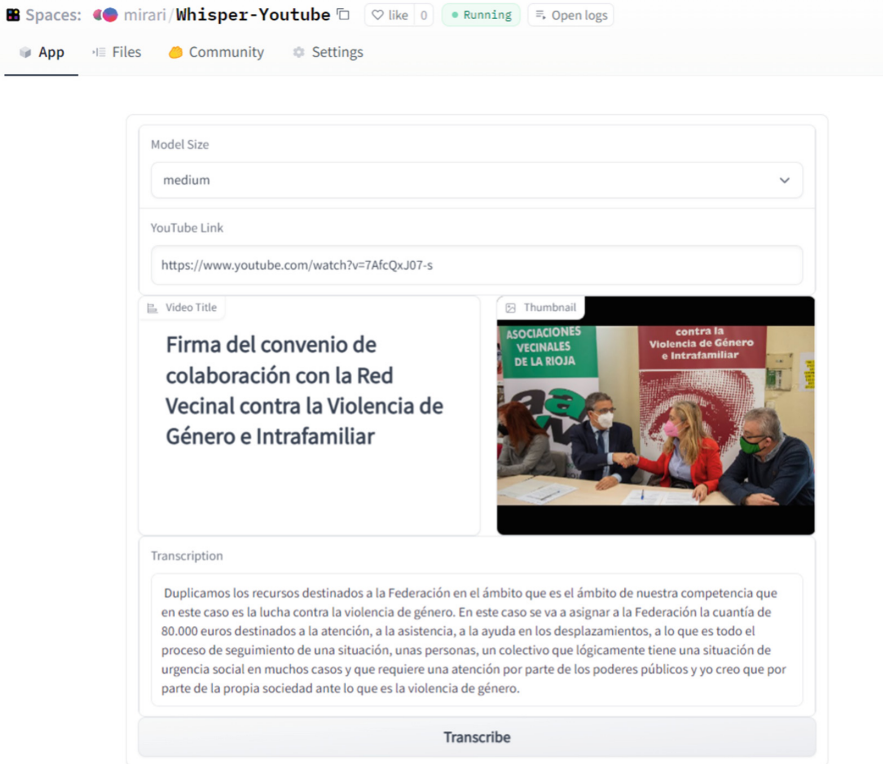 Spaces: mirari/Whisper-Youtube like 0 Running Open logs
App Files Community Settings
Model Size
medium
YouTube Link
https://www.youtube.com/watch?v=7AfcQxJ07-s
Video Title
Firma del convenio de
colaboración con la Red
Vecinal contra la Violencia de
Género e Intrafamiliar
Thumbnail
ASOCIACIONES
VECINALES
DE LA RIOJA
contra la
Violencia de Género
e Intrafamiliar
Transcription
Duplicamos los recursos destinados a la Federación en el ámbito que es el ámbito de nuestra competencia que
en este caso es la lucha contra la violencia de género. En este caso se va a asignar a la Federación la cuantía de
80.000 euros destinados a la atención, a la asistencia, a la ayuda en los desplazamientos, a lo que es todo el
proceso de seguimiento de una situación, unas personas, un colectivo que lógicamente tiene una situación de
urgencia social en muchos casos y que requiere una atención por parte de los poderes públicos y yo creo que por
parte de la propia sociedad ante lo que es la violencia de género.
Transcribe